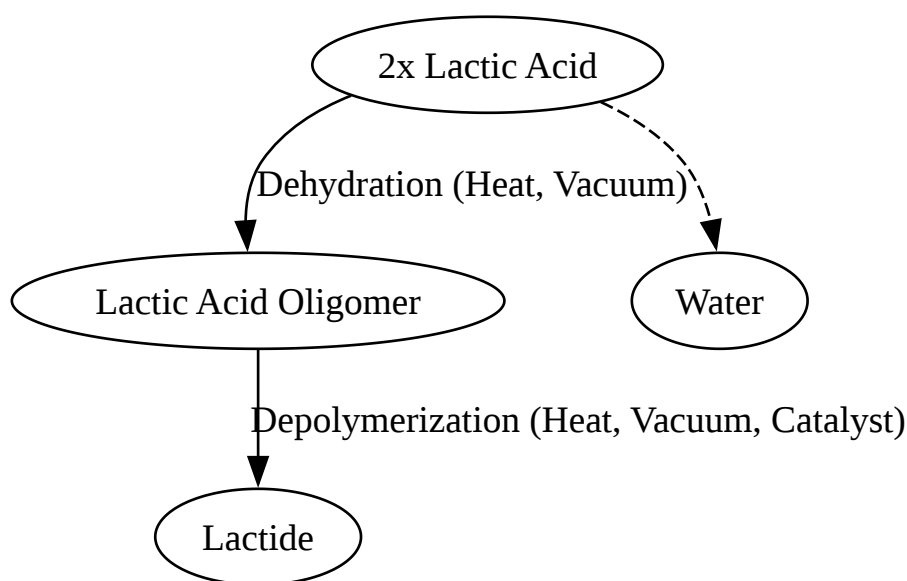 2x Lactic Acid
Dehydration (Heat, Vacuum)
Lactic Acid Oligomer
Water
Depolymerization (Heat, Vacuum, Catalyst)
Lactide